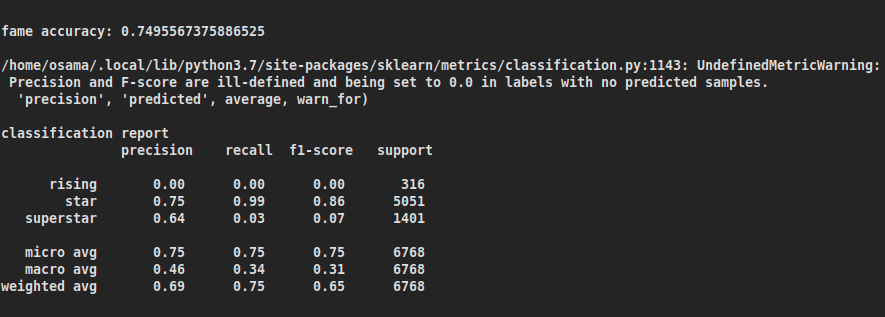 fame accuracy: 0.7495567375886525
/home/osama/.local/lib/python3.7/site-packages/sklearn/metrics/classification.py:1143: UndefinedMetricWarning:
Precision and F-score are ill-defined and being set to 0.0 in labels with no predicted samples.
'precision', 'predicted', average, warn_for)
classification report
precision recall f1-score support
rising 0.00 0.00 0.00 316
star 0.75 0.99 0.86 5051
superstar 0.64 0.03 0.07 1401
micro avg 0.75 0.75 0.75 6768
macro avg 0.46 0.34 0.31 6768
weighted avg 0.69 0.75 0.65 6768